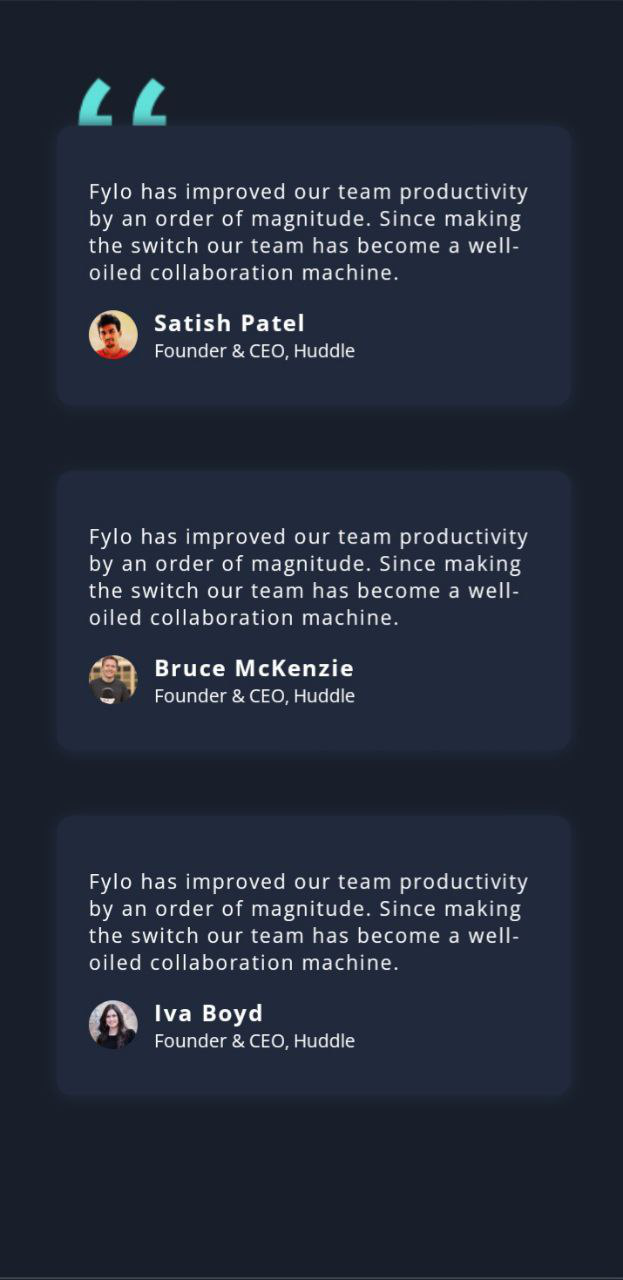 “
Fylo has improved our team productivity
by an order of magnitude. Since making
the switch our team has become a well-
oiled collaboration machine.
Satish Patel
Founder & CEO, Huddle
Fylo has improved our team productivity
by an order of magnitude. Since making
the switch our team has become a well-
oiled collaboration machine.
Bruce McKenzie
Founder & CEO, Huddle
Fylo has improved our team productivity
by an order of magnitude. Since making
the switch our team has become a well-
oiled collaboration machine.
Iva Boyd
Founder & CEO, Huddle